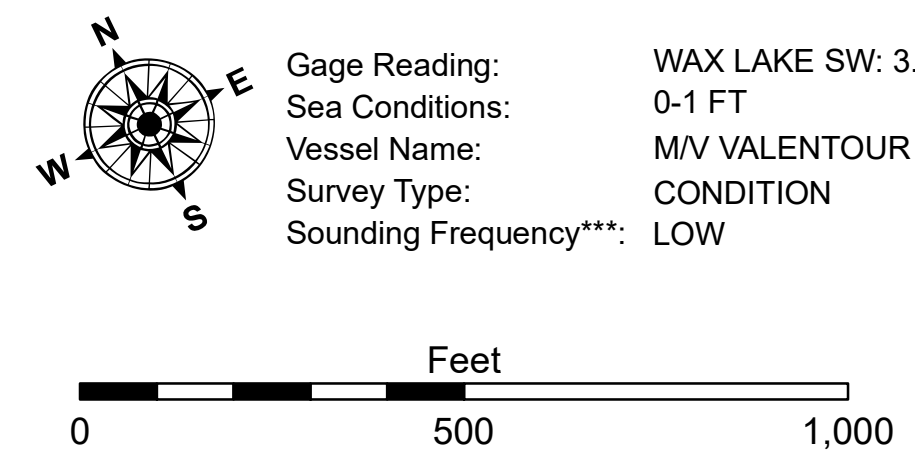 N
E
W
S
Gage Reading: WAX LAKE SW: 3.
Sea Conditions: 0-1 FT
Vessel Name: M/V VALENTOUR
Survey Type: CONDITION
Sounding Frequency***: LOW
Feet
0 500 1,000